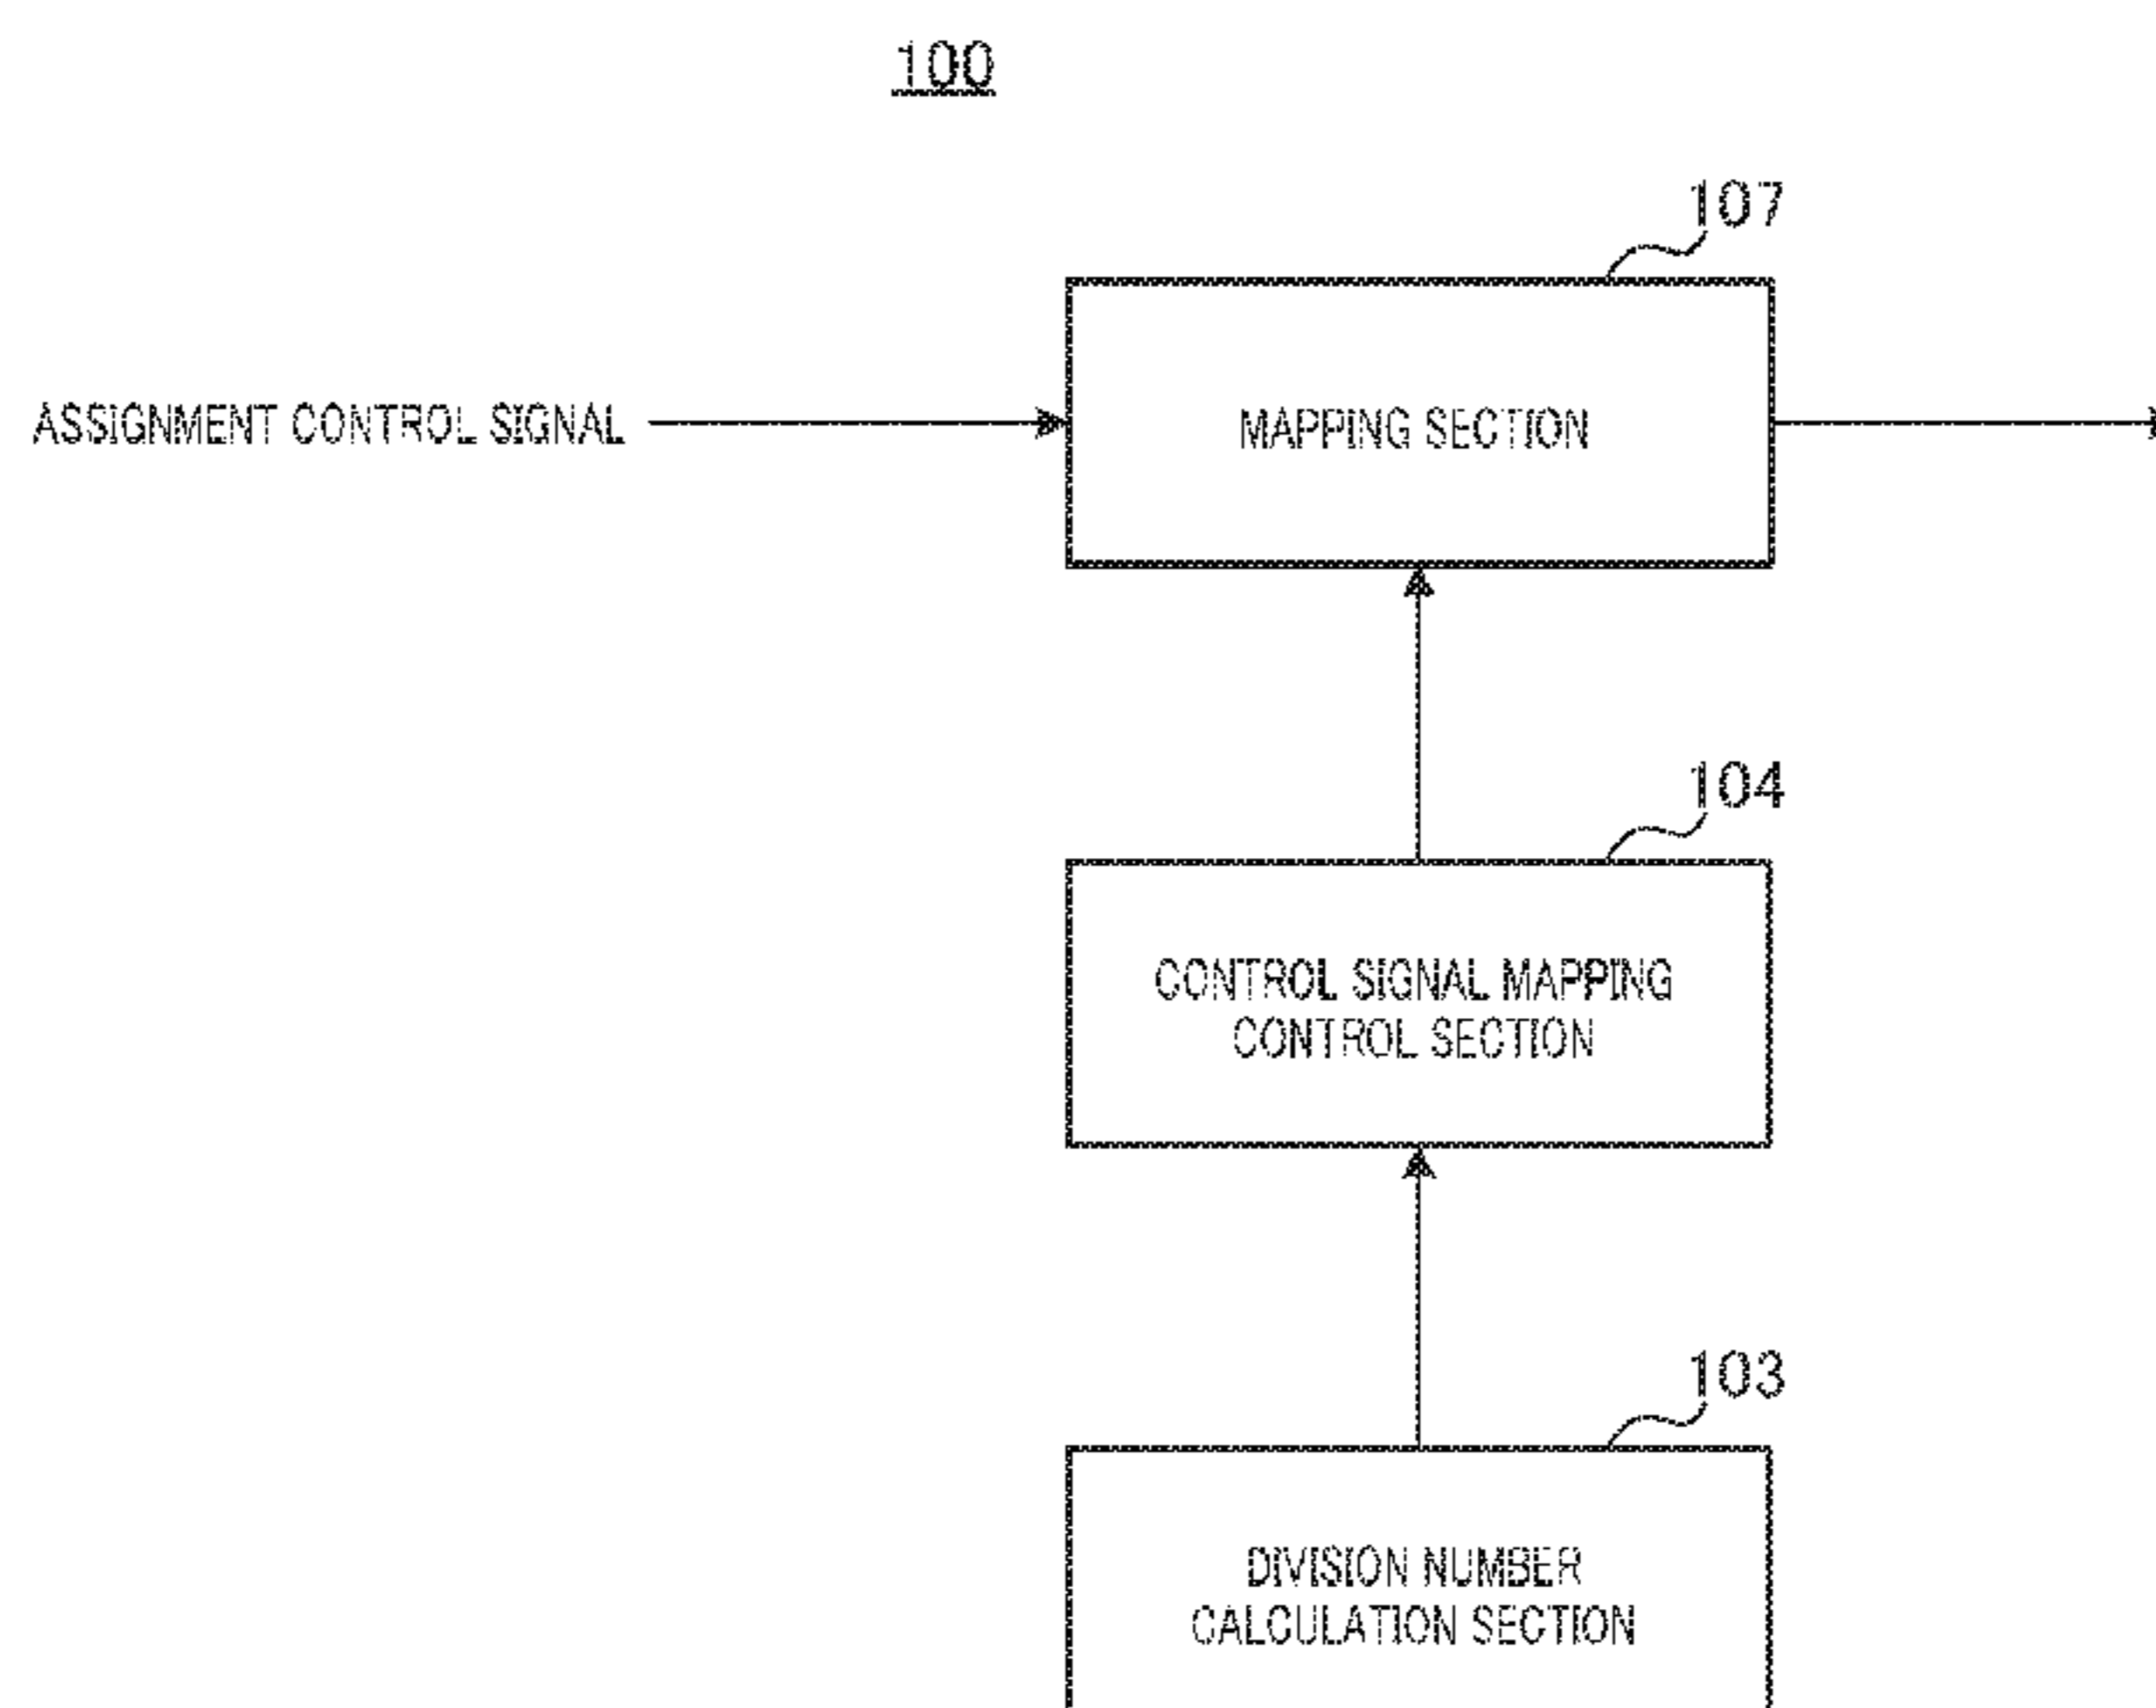 100
107
ASSIGNMENT CONTROL SIGNAL
MAPPING SECTION
104
CONTROL SIGNAL MAPPING
CONTROL SECTION
103
DIVISION NUMBER
CALCULATION SECTION